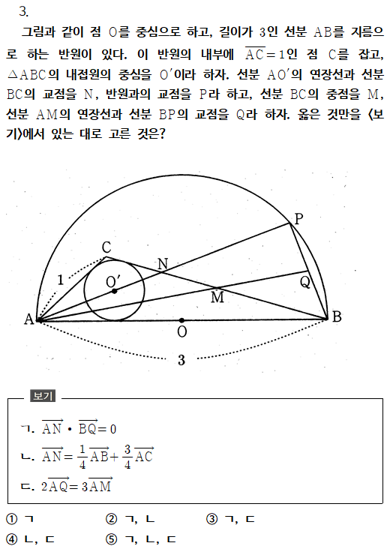 3.
그림과 같이 점 O를 중심으로 하고, 길이가 3인 선분 AB를 지름으
로 하는 반원이 있다. 이 반원의 내부에 $\overline{AC}=1$인 점 C를 잡고,
△ABC의 내접원의 중심을 O′이라 하자. 선분 AO′의 연장선과 선분
BC의 교점을 N, 반원과의 교점을 P라 하고, 선분 BC의 중점을 M,
선분 AM의 연장선과 선분 BP의 교점을 Q라 하자. 옳은 것만을 <보
기>에서 있는 대로 고른 것은?
P
C
N
1
O′
Q
M
A
O
B
3
보기
ㄱ. $\overrightarrow{AN}\cdot\overrightarrow{BQ}=0$
ㄴ. $\overrightarrow{AN}=\frac{1}{4}\overrightarrow{AB}+\frac{3}{4}\overrightarrow{AC}$
ㄷ. $2\overrightarrow{AQ}=3\overrightarrow{AM}$
① ㄱ ② ㄱ, ㄴ ③ ㄱ, ㄷ
④ ㄴ, ㄷ ⑤ ㄱ, ㄴ, ㄷ